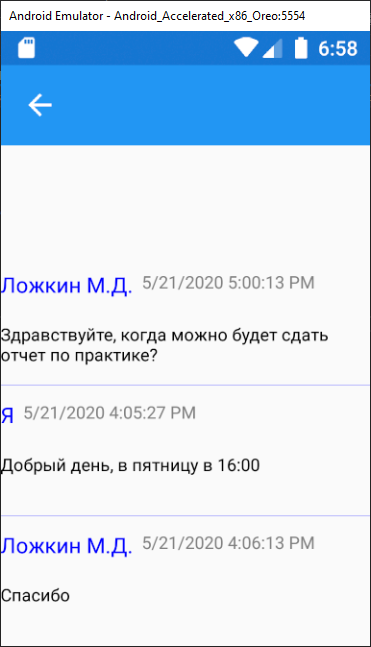 Android Emulator - Android_Accelerated_x86_Oreo:5554
6:58
Ложкин М.Д. 5/21/2020 5:00:13 PM
Здравствуйте, когда можно будет сдать
отчет по практике?
Я 5/21/2020 4:05:27 PM
Добрый день, в пятницу в 16:00
Ложкин М.Д. 5/21/2020 4:06:13 PM
Спасибо